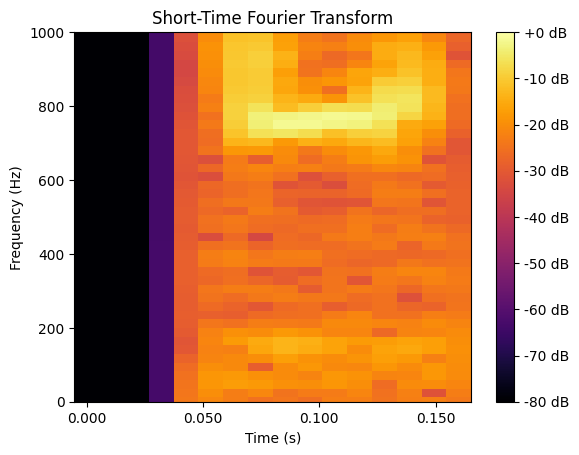 Short-Time Fourier Transform
1000
800
600
400
200
0
Frequency (Hz)
0.000
0.050
0.100
0.150
Time (s)
+0 dB
-10 dB
-20 dB
-30 dB
-40 dB
-50 dB
-60 dB
-70 dB
-80 dB